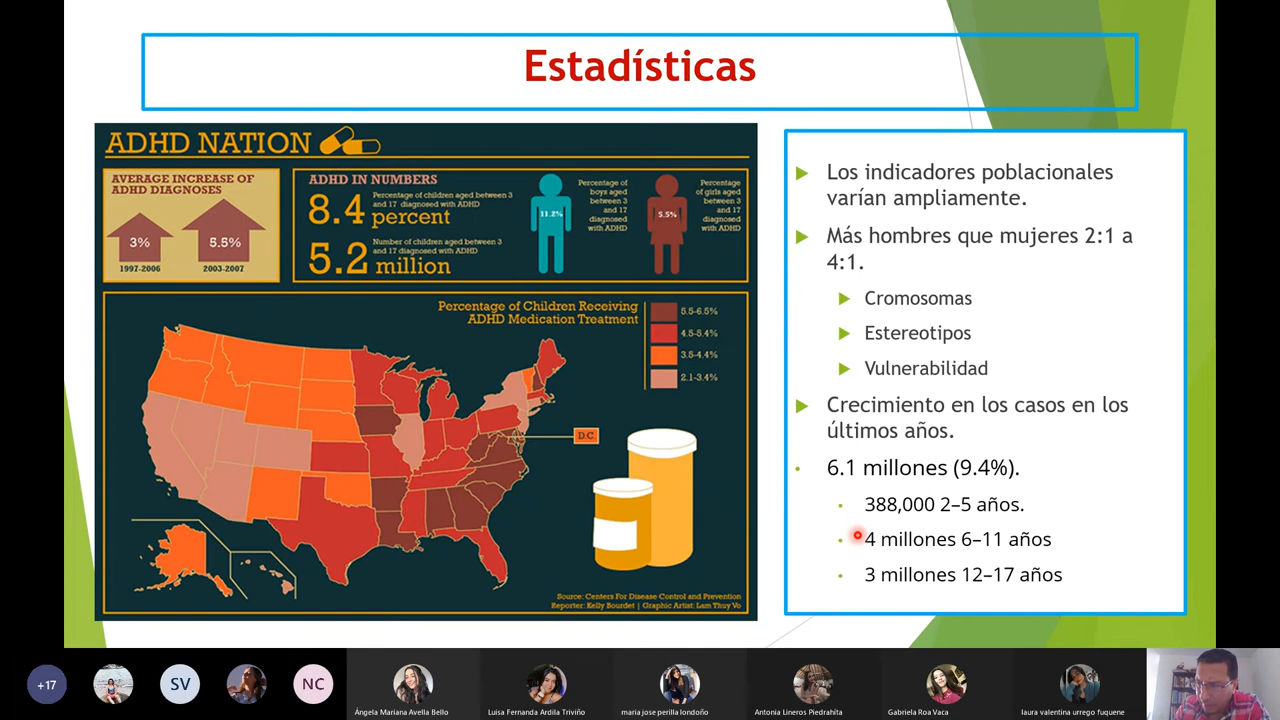 Estadísticas
ADHD NATION
AVERAGE INCREASE OF
ADHD DIAGNOSES
3%
5.5%
1997-2006
2003-2007
ADHD IN NUMBERS
8.4 percent
Percentage of children aged between 3
and 17 diagnosed with ADHD
5.2 million
Number of children aged between 3
and 17 diagnosed with ADHD
11.2%
Percentage of
boys aged
between 3
and 17
diagnosed
with ADHD
5.5%
Percentage
of girls aged
between 3
and 17
diagnosed
with ADHD
Percentage of Children Receiving
ADHD Medication Treatment
5.5-6.5%
4.5-5.4%
3.5-4.4%
2.1-3.4%
D.C.
Source: Centers For Disease Control and Prevention
Reporter: Kelly Bourdet | Graphic Artist: Lam Thuy Vo
Los indicadores poblacionales
varían ampliamente.
Más hombres que mujeres 2:1 a
4:1.
Cromosomas
Estereotipos
Vulnerabilidad
Crecimiento en los casos en los
últimos años.
6.1 millones (9.4%).
388,000 2–5 años.
4 millones 6–11 años
3 millones 12–17 años
+17
SV
NC
Ángela Mariana Avella Bello
Luisa Fernanda Ardila Triviño
maria jose perilla londoño
Antonia Lineros Piedrahíta
Gabriela Roa Vaca
laura valentina urrego fuquene